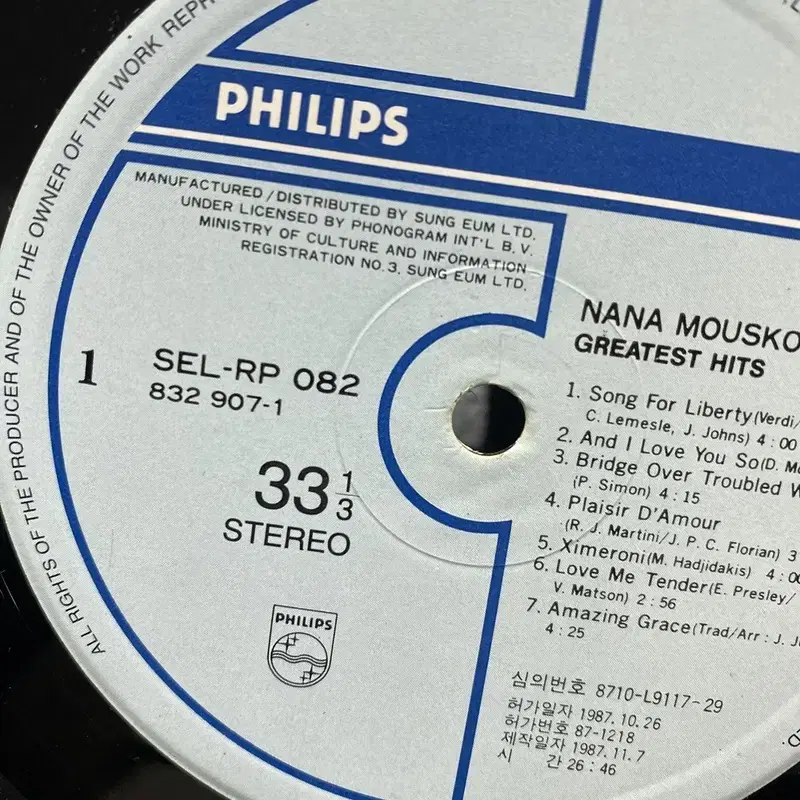 ALL RIGHTS OF THE PRODUCER AND OF THE OWNER OF THE WORK
PHILIPS
MANUFACTURED / DISTRIBUTED BY SUNG EUM LTD.
UNDER LICENSED BY PHONOGRAM INT'L B.V.
MINISTRY OF CULTURE AND INFORMATION
REGISTRATION NO.3. SUNG EUM LTD.
1
SEL-RP 082
832 907-1
33 1/3
STEREO
PHILIPS
NANA
GREATEST HITS
1. Song For Liberty(Verdi/
C. Lemesle, J. Johns) 4 : 00
2. And I Love You So(D.
3. Bridge Over Troubled
(P. Simon) 4 : 15
4. Plaisir D'Amour
(R. J. Martini/J. P. C. Florian)
5. Ximeroni(M. Hadjidakis)
6. Love Me Tender(E. Presley/
V. Matson) 2 : 56
7. Amazing Grace(Trad/Arr : J.
4 : 25
심의번호 8710-L9117-29
허가일자 1987.10.26
허가번호 87-1218
제작일자 1987.11.7
시 간 26 : 46